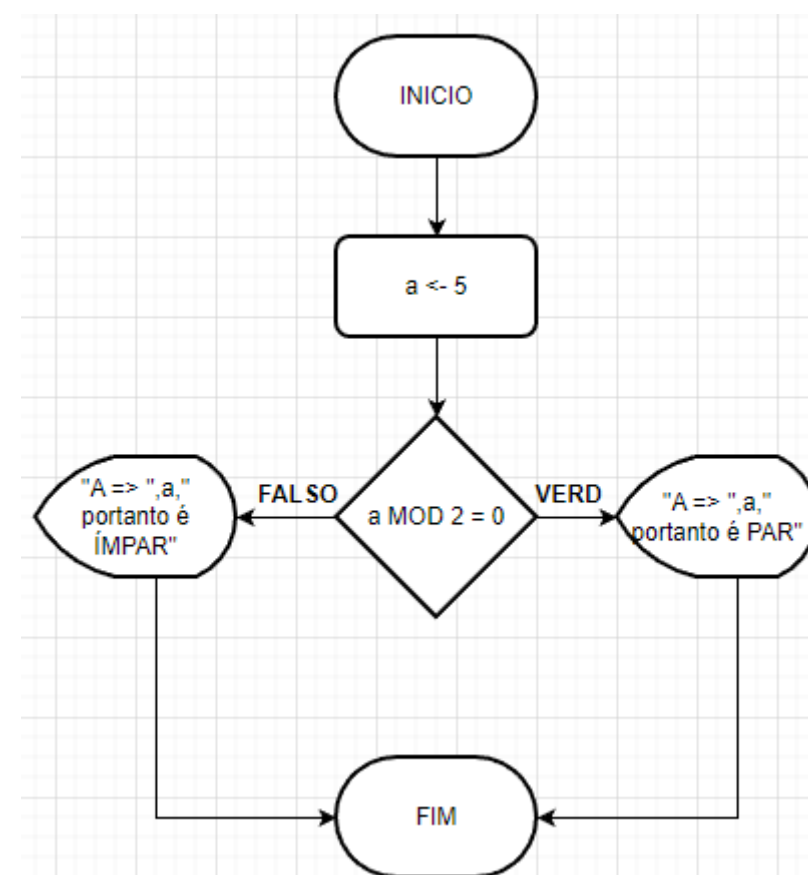 INICIO
a <- 5
a MOD 2 = 0
FALSO
VERD
"A => ",a,"
portanto é
ÍMPAR"
"A => ",a,"
portanto é PAR"
FIM